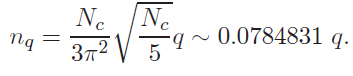 n_q = \frac{N_c}{3\pi^2} \sqrt{\frac{N_c}{5}} q \sim 0.0784831 \ q.